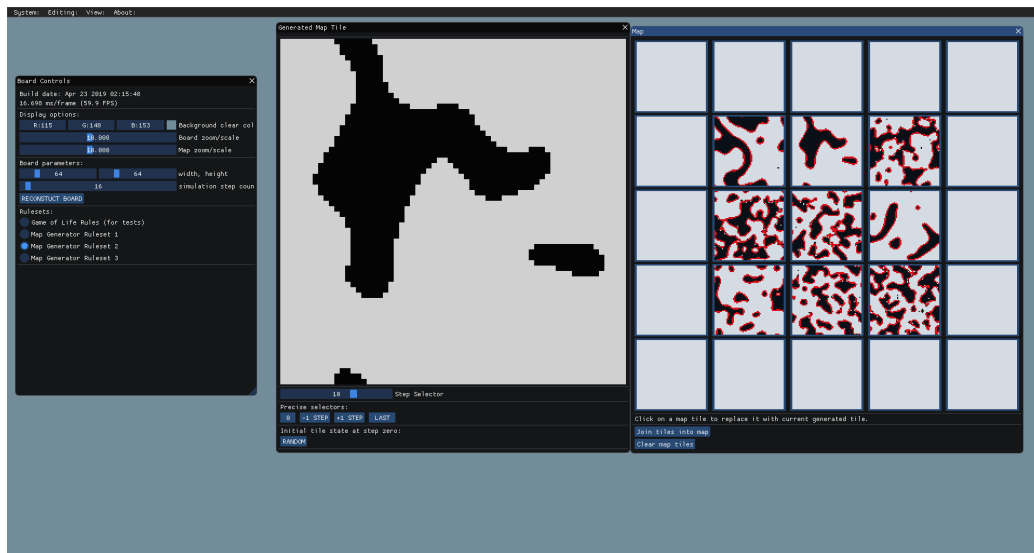 System: Editing: View: About:
Board Controls
Build date: Apr 23 2019 02:15:48
16.698 ms/frame (59.9 FPS)
Display options:
R:115 G:140 B:153 Background clear col
10.000 Board zoom/scale
10.000 Map zoom/scale
Board parameters:
64 64 width, height
16 simulation step coun
RECONSTUCT BOARD
Rulesets:
Game of Life Rules (for tests)
Map Generator Ruleset 1
Map Generator Ruleset 2
Map Generator Ruleset 3
Generated Map Tile
10 Step Selector
Precise selectors:
0 -1 STEP +1 STEP LAST
Initial tile state at step zero:
RANDOM
Map
Click on a map tile to replace it with current generated tile.
Join tiles into map
Clear map tiles